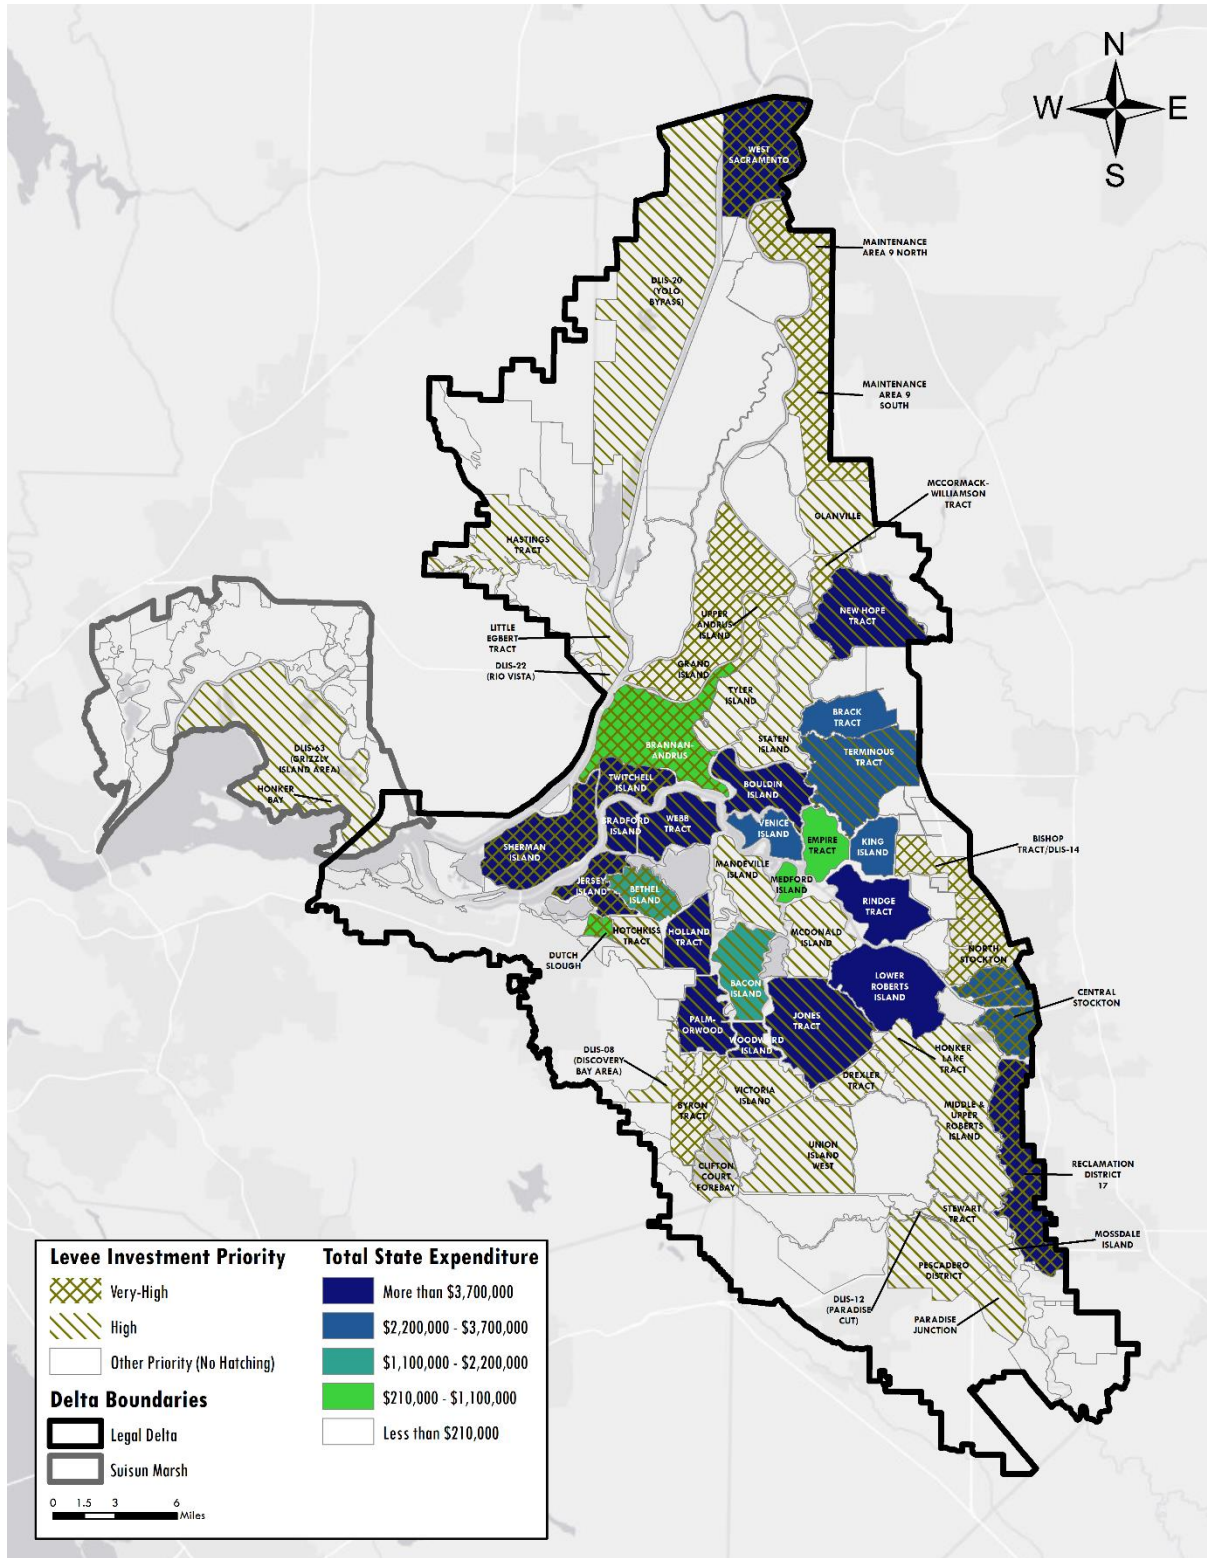 N
W E
S
WEST
SACRAMENTO
MAINTENANCE
AREA 9 NORTH
DLIS-20
(YOLO
BYPASS)
MAINTENANCE
AREA 9
SOUTH
MCCORMACK-
WILLIAMSON
TRACT
GLANVILLE
HASTINGS
TRACT
NEW HOPE
TRACT
UPPER
ANDRUS
ISLAND
LITTLE
EGBERT
TRACT
DLIS-22
(RIO VISTA)
GRAND
ISLAND
TYLER
ISLAND
BRACK
TRACT
STATEN
ISLAND
TERMINOUS
TRACT
DLIS-63
(GRIZZLY
ISLAND AREA)
HONKER
BAY
BRANNAN-
ANDRUS
TWITCHELL
ISLAND
BOULDIN
ISLAND
BRADFORD
ISLAND
WEBB
TRACT
VENICE
ISLAND
EMPIRE
TRACT
KING
ISLAND
BISHOP
TRACT/DLIS-14
SHERMAN
ISLAND
MANDEVILLE
ISLAND
JERSEY
ISLAND
BETHEL
ISLAND
MEDFORD
ISLAND
RINDGE
TRACT
HOTCHKISS
TRACT
HOLLAND
TRACT
MCDONALD
ISLAND
DUTCH
SLOUGH
NORTH
STOCKTON
BACON
ISLAND
LOWER
ROBERTS
ISLAND
CENTRAL
STOCKTON
PALM-
ORWOOD
JONES
TRACT
WOODWARD
ISLAND
HONKER
LAKE
TRACT
DLIS-08
(DISCOVERY
BAY AREA)
DREXLER
TRACT
VICTORIA
ISLAND
BYRON
TRACT
MIDDLE &
UPPER
ROBERTS
ISLAND
UNION
ISLAND
WEST
CLIFTON
COURT
FOREBAY
RECLAMATION
DISTRICT
17
STEWART
TRACT
MOSSDALE
ISLAND
PESCADERO
DISTRICT
DLIS-12
(PARADISE
CUT)
PARADISE
JUNCTION
Levee Investment Priority
Very-High
High
Other Priority (No Hatching)
Delta Boundaries
Legal Delta
Suisun Marsh
0 1.5 3 6
Miles
Total State Expenditure
More than $3,700,000
$2,200,000 - $3,700,000
$1,100,000 - $2,200,000
$210,000 - $1,100,000
Less than $210,000